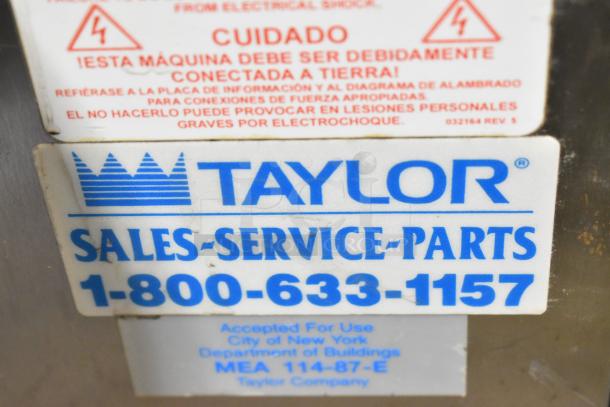 FROM ELECTRICAL SHOCK.
CUIDADO
!ESTA MÁQUINA DEBE SER DEBIDAMENTE
CONECTADA A TIERRA!
REFIÉRASE A LA PLACA DE INFORMACIÓN Y AL DIAGRAMA DE ALAMBRADO
PARA CONEXIONES DE FUERZA APROPIADAS.
EL NO HACERLO PUEDE PROVOCAR EN LESIONES PERSONALES
GRAVES POR ELECTROCHOQUE.
032164 REV. 5
TAYLOR®
SALES-SERVICE-PARTS
1-800-633-1157
Accepted For Use
City of New York
Department of Buildings
MEA 114-87-E
Taylor Company